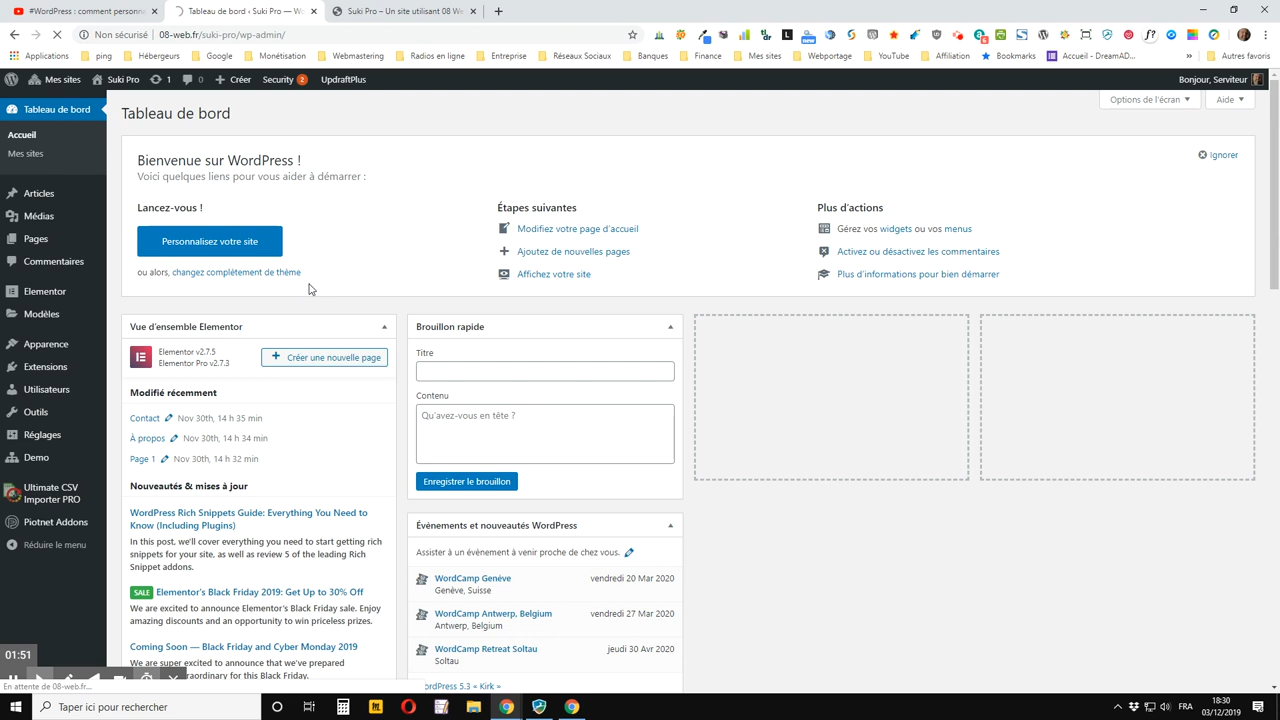 #WordPress : comment personna
Tableau de bord ‹ Suki Pro — Wo
Suki Pro – Un site utilisant 08 We
Non sécurisé
08-web.fr/suki-pro/wp-admin/
Applications
ping
Hébergeurs
Google
Monétisation
Webmastering
Radios en ligne
Entreprise
Réseaux Sociaux
Banques
Finance
Mes sites
Webportage
YouTube
Affiliation
Bookmarks
Accueil - DreamAD...
»
Autres favoris
Mes sites
Suki Pro
1
0
Créer
Security 2
UpdraftPlus
Bonjour, Serviteur
Tableau de bord
Accueil
Mes sites
Articles
Médias
Pages
Commentaires
Elementor
Modèles
Apparence
Extensions
Utilisateurs
Outils
Réglages
Demo
Ultimate CSV
Importer PRO
Piotnet Addons
Réduire le menu
Options de l'écran
Aide
Tableau de bord
Bienvenue sur WordPress !
Voici quelques liens pour vous aider à démarrer :
Ignorer
Lancez-vous !
Personnalisez votre site
ou alors, changez complètement de thème
Étapes suivantes
Modifiez votre page d'accueil
Ajoutez de nouvelles pages
Affichez votre site
Plus d'actions
Gérez vos widgets ou vos menus
Activez ou désactivez les commentaires
Plus d'informations pour bien démarrer
Vue d'ensemble Elementor
Elementor v2.7.5
Elementor Pro v2.7.3
Créer une nouvelle page
Modifié récemment
Contact Nov 30th, 14 h 35 min
À propos Nov 30th, 14 h 34 min
Page 1 Nov 30th, 14 h 32 min
Nouveautés & mises à jour
WordPress Rich Snippets Guide: Everything You Need to
Know (Including Plugins)
In this post, we'll cover everything you need to start getting rich
snippets for your site, as well as review 5 of the leading Rich
Snippet addons.
SALE Elementor's Black Friday 2019: Get Up to 30% Off
We are excited to announce Elementor's Black Friday sale. Enjoy
amazing discounts and an opportunity to win priceless prizes.
Coming Soon — Black Friday and Cyber Monday 2019
We are super excited to announce that we've prepared
raordinary for this Black Friday.
Brouillon rapide
Titre
Contenu
Qu'avez-vous en tête ?
Enregistrer le brouillon
Évènements et nouveautés WordPress
Assister à un évènement à venir proche de chez vous.
WordCamp Genève vendredi 20 Mar 2020
Genève, Suisse
WordCamp Antwerp, Belgium vendredi 27 Mar 2020
Antwerp, Belgium
WordCamp Retreat Soltau jeudi 30 Avr 2020
Soltau
ordPress 5.3 « Kirk »
01:51
En attente de 08-web.fr...
Taper ici pour rechercher
FRA
18:30
03/12/2019